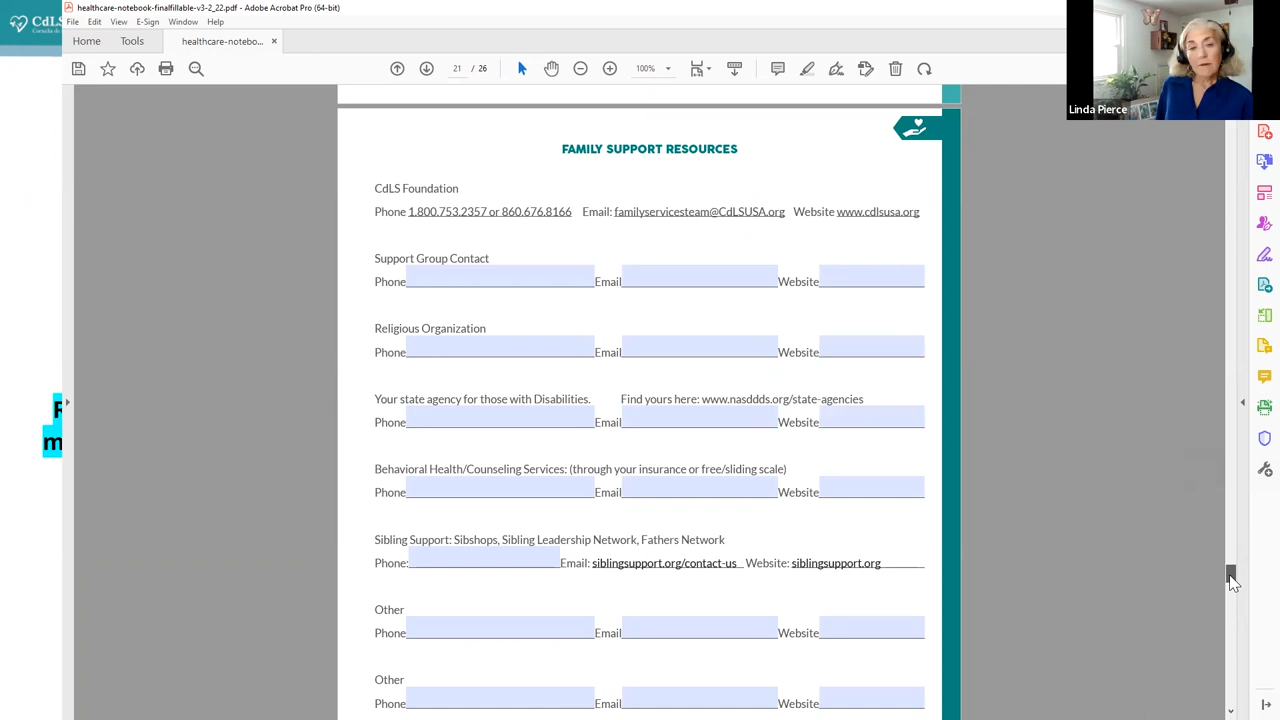 CdLS
healthcare-notebook-finalfillable-v3-2_22.pdf - Adobe Acrobat Pro (64-bit)
File Edit View E-Sign Window Help
Home Tools healthcare-notebo... ×
21 / 26 100%
Linda Pierce
FAMILY SUPPORT RESOURCES
CdLS Foundation
Phone 1.800.753.2357 or 860.676.8166 Email: familyservicesteam@CdLSUSA.org Website www.cdlsusa.org
Support Group Contact
Phone Email Website
Religious Organization
Phone Email Website
Your state agency for those with Disabilities. Find yours here: www.nasddds.org/state-agencies
Phone Email Website
Behavioral Health/Counseling Services: (through your insurance or free/sliding scale)
Phone Email Website
Sibling Support: Sibshops, Sibling Leadership Network, Fathers Network
Phone: Email: siblingsupport.org/contact-us Website: siblingsupport.org
Other
Phone Email Website
Other
Phone Email Website